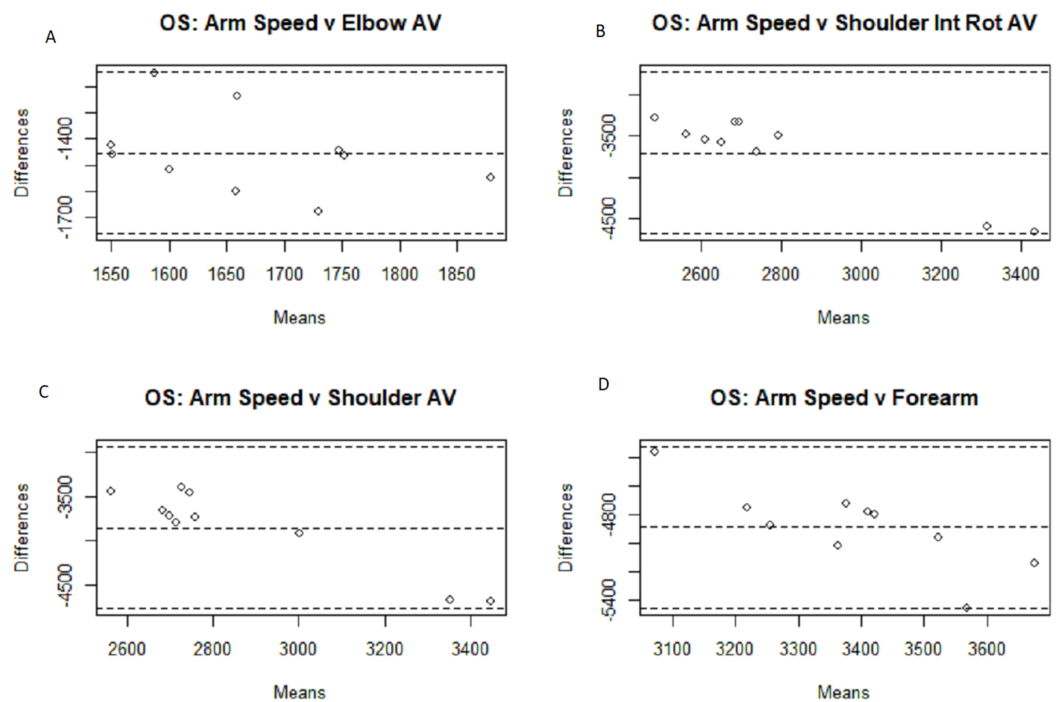 A
OS: Arm Speed v Elbow AV
Differences
-1400
-1700
1550 1600 1650 1700 1750 1800 1850
Means
B
OS: Arm Speed v Shoulder Int Rot AV
Differences
-3500
-4500
2600 2800 3000 3200 3400
Means
C
OS: Arm Speed v Shoulder AV
Differences
-3500
-4500
2600 2800 3000 3200 3400
Means
D
OS: Arm Speed v Forearm
Differences
-4800
-5400
3100 3200 3300 3400 3500 3600
Means